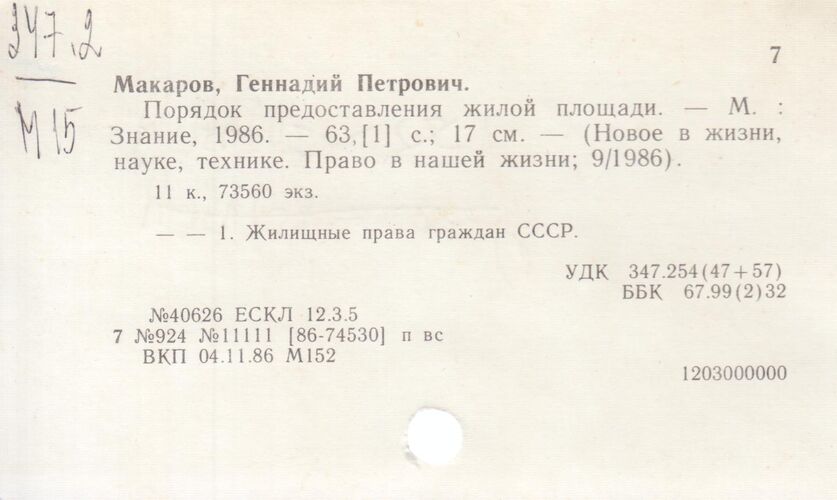 347.2
М15
7
Макаров, Геннадий Петрович.
Порядок предоставления жилой площади. — М. :
Знание, 1986. — 63, [1] с.; 17 см. — (Новое в жизни,
науке, технике. Право в нашей жизни; 9/1986).
11 к., 73560 экз.
— — 1. Жилищные права граждан СССР.
УДК 347.254(47+57)
ББК 67.99(2)32
№40626 ЕСКЛ 12.3.5
7 №924 №11111 [86-74530] п вс
ВКП 04.11.86 М152
1203000000